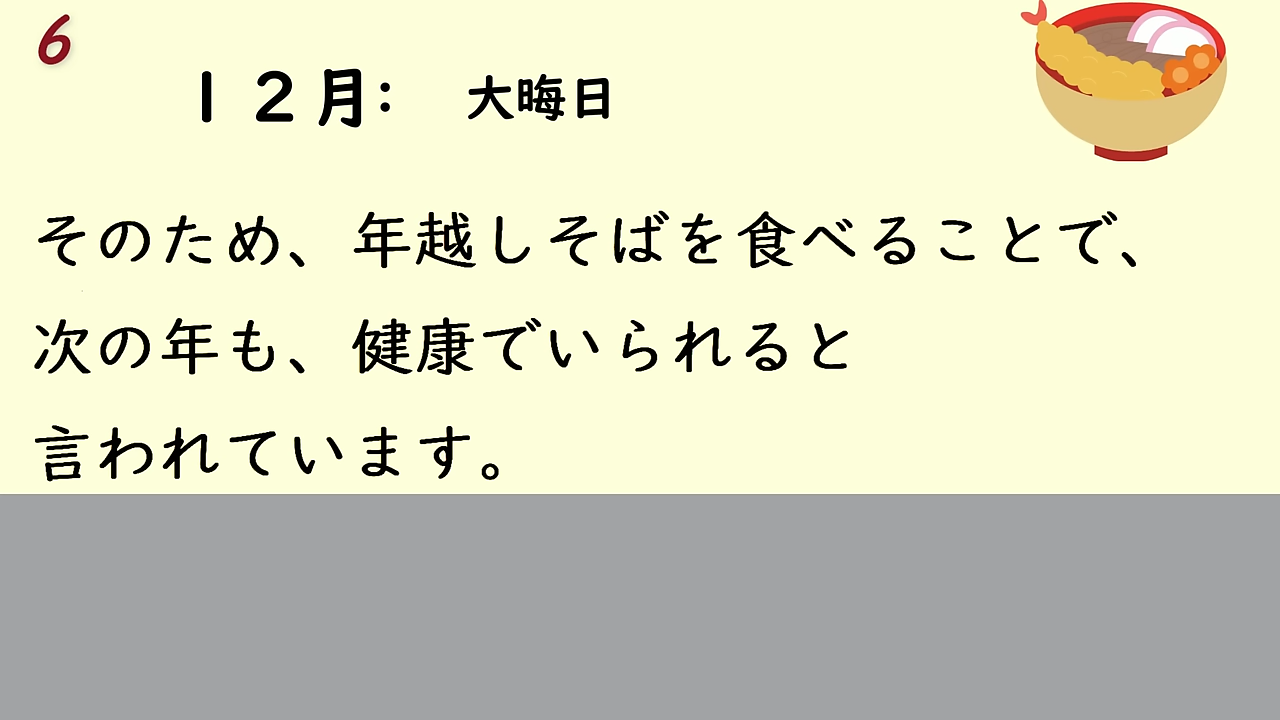 6
１２月:　大晦日
そのため、年越しそばを食べることで、
次の年も、健康でいられると
言われています。